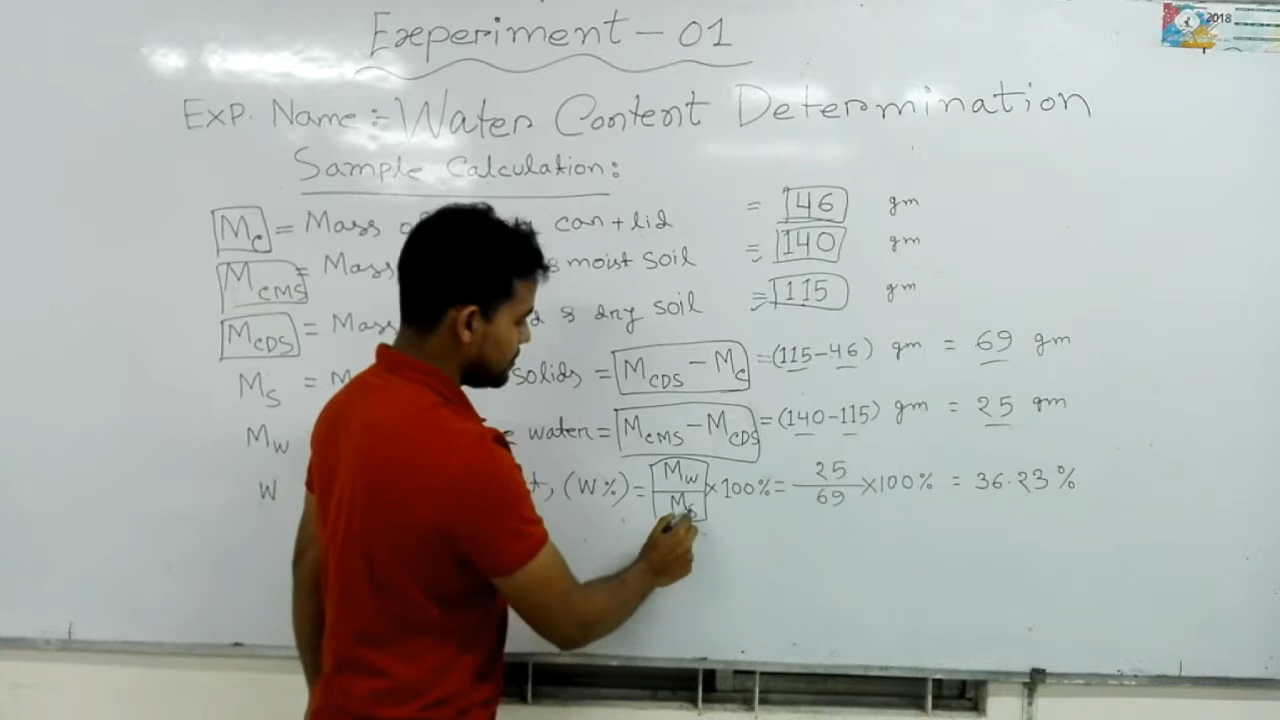 2018
Experiment - 01
Exp. Name:- Water Content Determination
Sample Calculation:
Mc = Mass can + lid = 46 gm
MCMS = Mass moist soil = 140 gm
MCDS = Mass & dry soil = 115 gm
MS = solids = MCDS - Mc = (115-46) gm = 69 gm
Mw water = MCMS - MCDS = (140-115) gm = 25 gm
W , (W%) = Mw/Ms ×100% = 25/69 ×100% = 36.23%